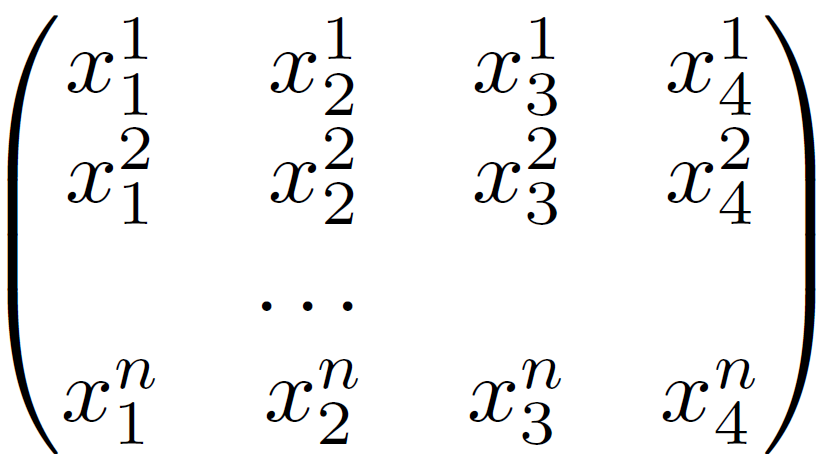 x_1^1 x_2^1 x_3^1 x_4^1
x_1^2 x_2^2 x_3^2 x_4^2
...
x_1^n x_2^n x_3^n x_4^n